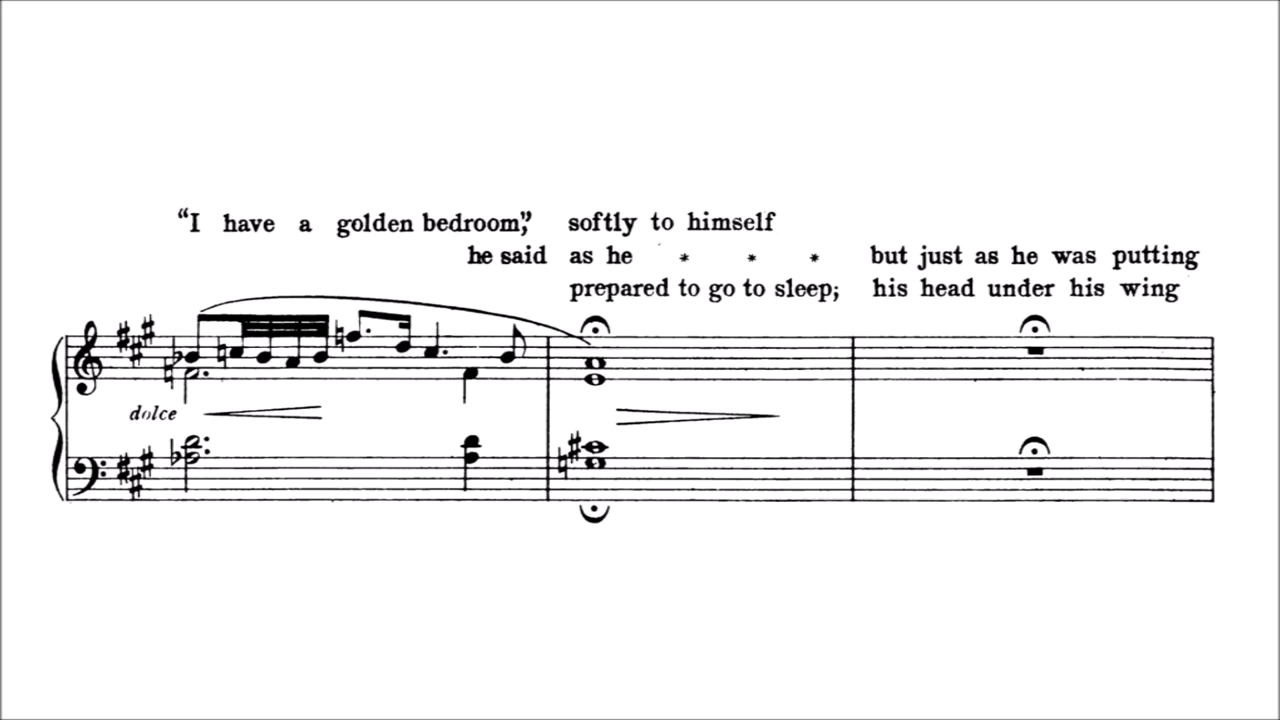 “I have a golden bedroom,” softly to himself
he said as he * * * but just as he was putting
prepared to go to sleep; his head under his wing
dolce